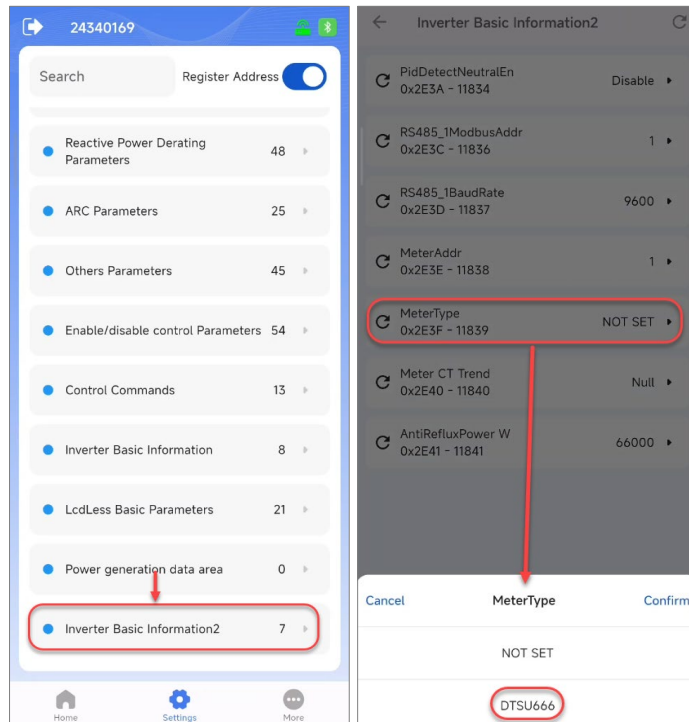 24340169
Search
Register Address
Reactive Power Derating
Parameters
48
ARC Parameters
25
Others Parameters
45
Enable/disable control Parameters
54
Control Commands
13
Inverter Basic Information
8
LcdLess Basic Parameters
21
Power generation data area
0
Inverter Basic Information2
7
Home
Settings
More
Inverter Basic Information2
PidDetectNeutralEn
0x2E3A - 11834
Disable
RS485_1ModbusAddr
0x2E3C - 11836
1
RS485_1BaudRate
0x2E3D - 11837
9600
MeterAddr
0x2E3E - 11838
1
MeterType
0x2E3F - 11839
NOT SET
Meter CT Trend
0x2E40 - 11840
Null
AntiRefluxPower W
0x2E41 - 11841
66000
Cancel
MeterType
Confirm
NOT SET
DTSU666